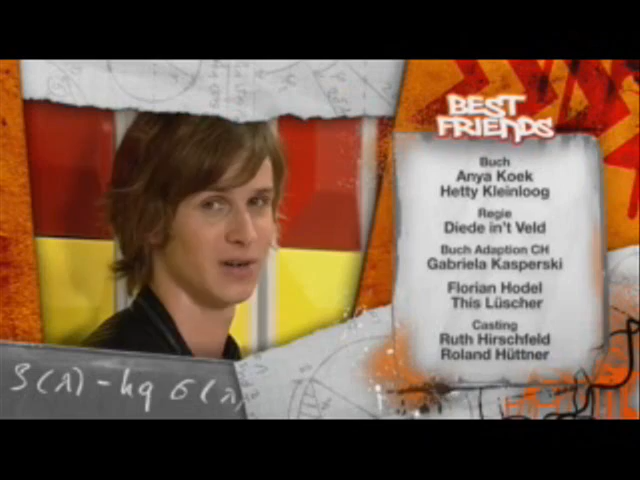 BEST
FRIENDS
Buch
Anya Koek
Hetty Kleinloog
Regie
Diede in't Veld
Buch Adaption CH
Gabriela Kasperski
Florian Hodel
This Lüscher
Casting
Ruth Hirschfeld
Roland Hüttner